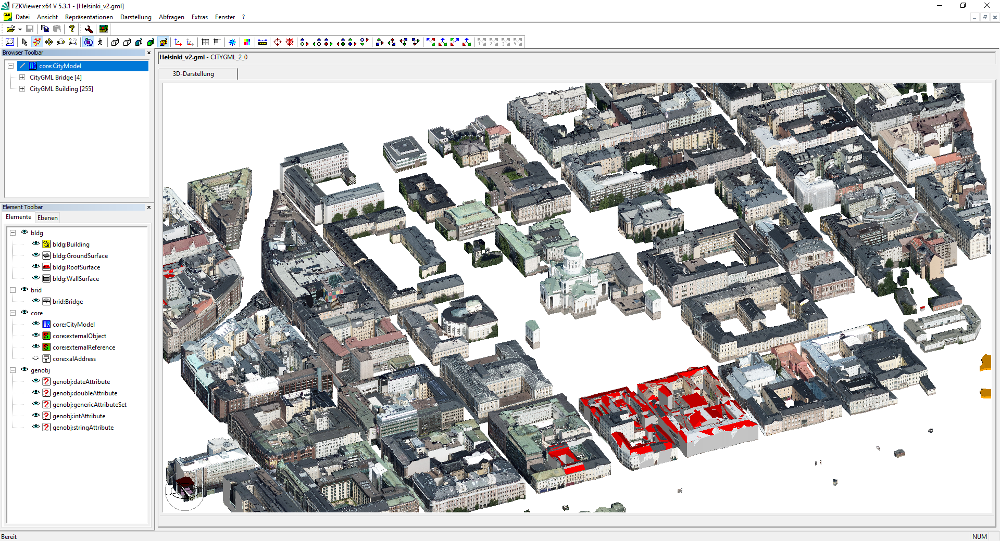 FZKViewer x64 V 5.3.1 - [Helsinki_v2.gml]
GML Datei Ansicht Repräsentationen Darstellung Abfragen Extras Fenster ?
Browser Toolbar
core:CityModel
CityGML Bridge [4]
CityGML Building [255]
Element Toolbar
Elemente Ebenen
bldg
bldg:Building
bldg:GroundSurface
bldg:RoofSurface
bldg:WallSurface
brid
brid:Bridge
core
core:CityModel
core:externalObject
core:externalReference
core:xalAddress
genobj
genobj:dateAttribute
genobj:doubleAttribute
genobj:genericAttributeSet
genobj:intAttribute
genobj:stringAttribute
Helsinki_v2.gml - CITYGML_2_0
3D-Darstellung
Bereit
NUM